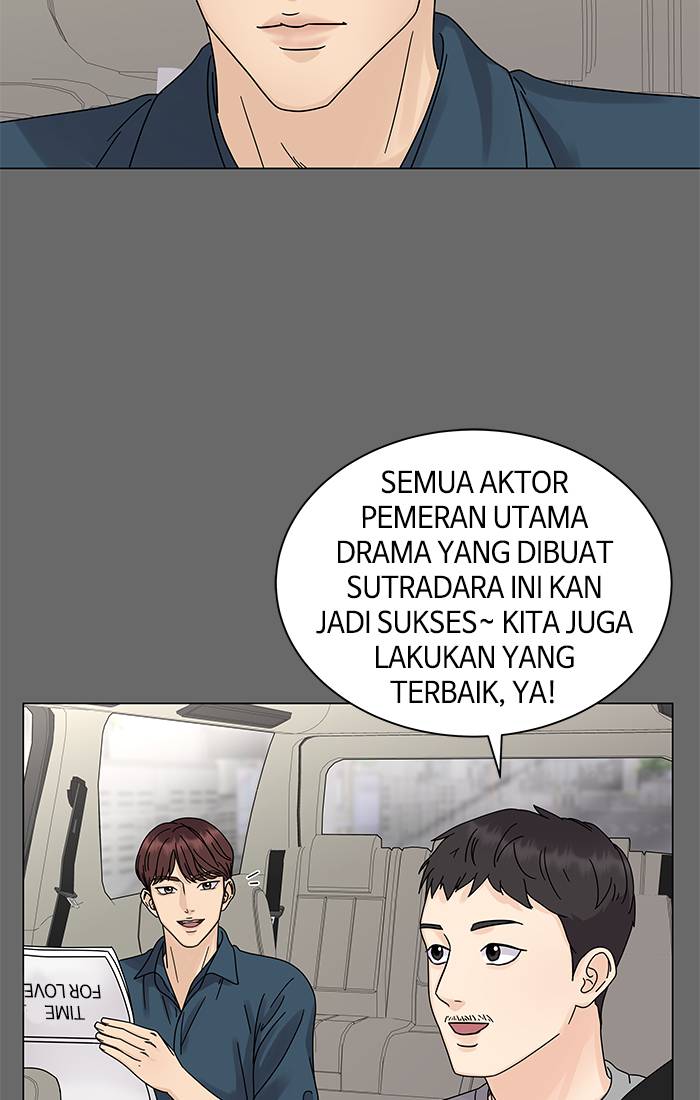 SEMUA AKTOR
PEMERAN UTAMA
DRAMA YANG DIBUAT
SUTRADARA INI KAN
JADI SUKSES~ KITA JUGA
LAKUKAN YANG
TERBAIK, YA!
TIME
FOR LOVE